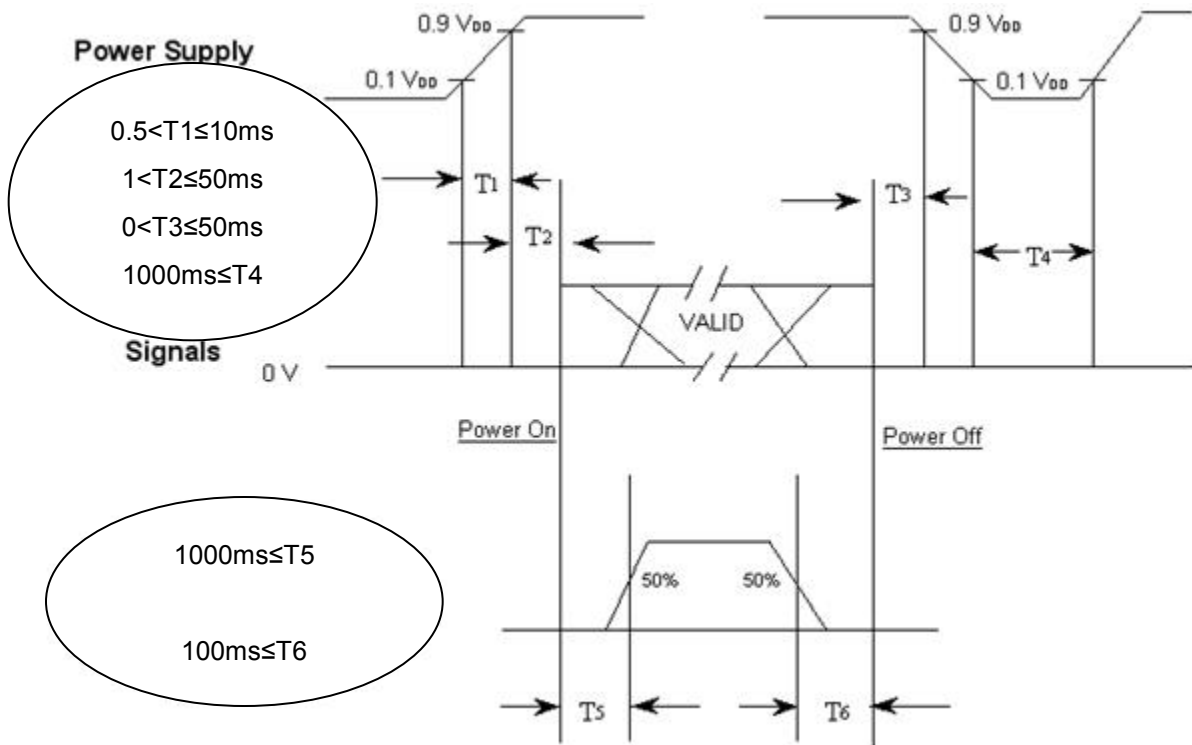 0.9 VDD
0.9 VDD
Power Supply
0.1 VDD
0.1 VDD
0.5<T1≤10ms
1<T2≤50ms
0<T3≤50ms
1000ms≤T4
T1
T3
T2
T4
VALID
Signals
0 V
Power On
Power Off
1000ms≤T5
50%
50%
100ms≤T6
T5
T6